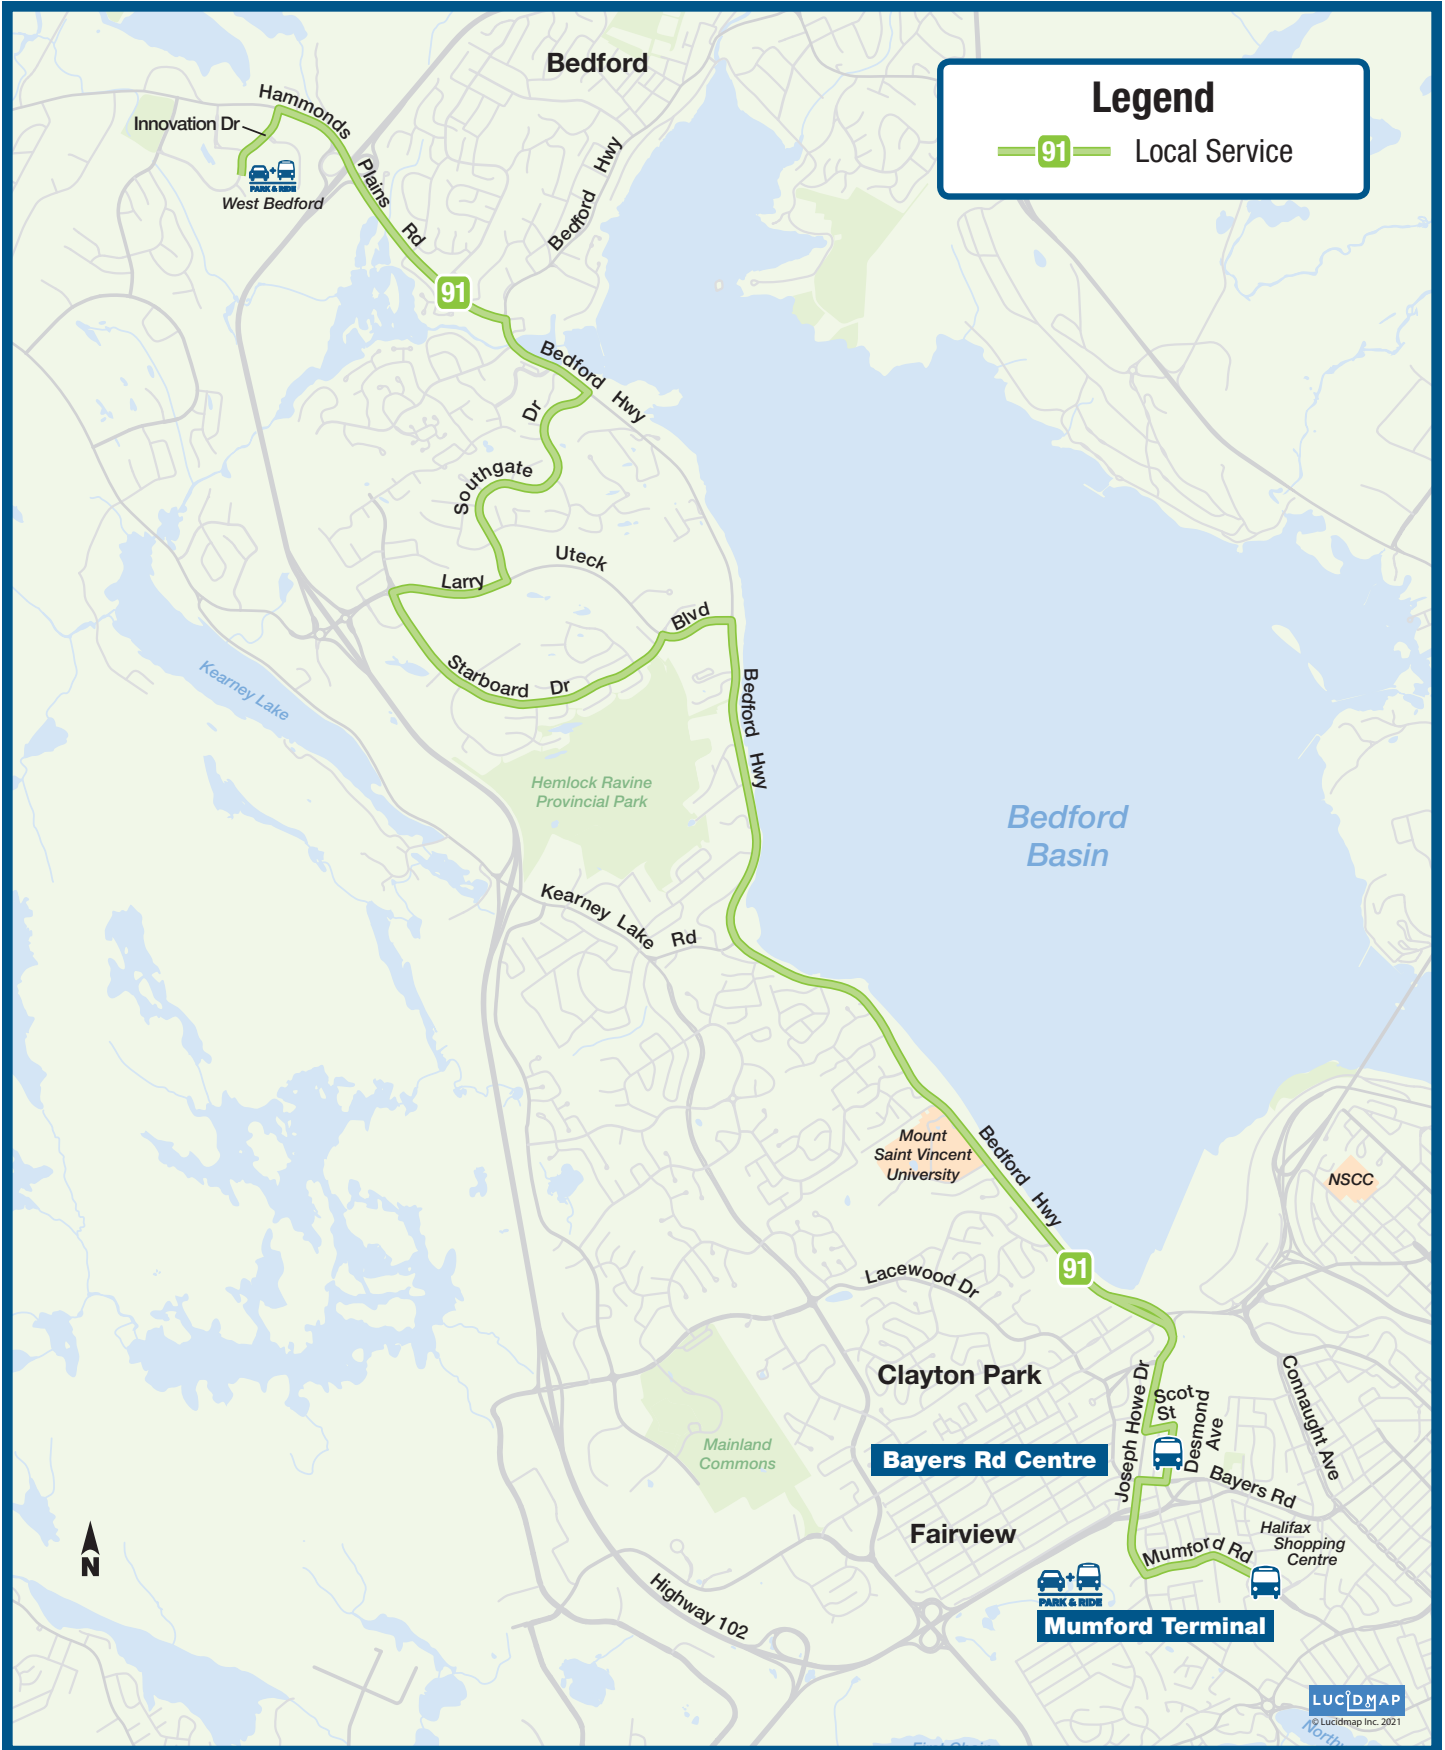 Bedford
Legend
91 Local Service
Hammonds Plains Rd
Innovation Dr
PARK & RIDE
West Bedford
Bedford Hwy
91
Bedford Hwy
Southgate Dr
Larry Uteck Blvd
Starboard Dr
Bedford Hwy
Kearney Lake
Hemlock Ravine
Provincial Park
Bedford
Basin
Kearney Lake Rd
Mount
Saint Vincent
University
Bedford Hwy
NSCC
91
Lacewood Dr
Clayton Park
Joseph Howe Dr
Scot
St
Desmond
Ave
Connaught Ave
Mainland
Commons
Bayers Rd Centre
Bayers Rd
Fairview
Halifax
Shopping
Centre
Mumford Rd
N
PARK & RIDE
Mumford Terminal
Highway 102
LUCIDMAP
© Lucidmap Inc. 2021